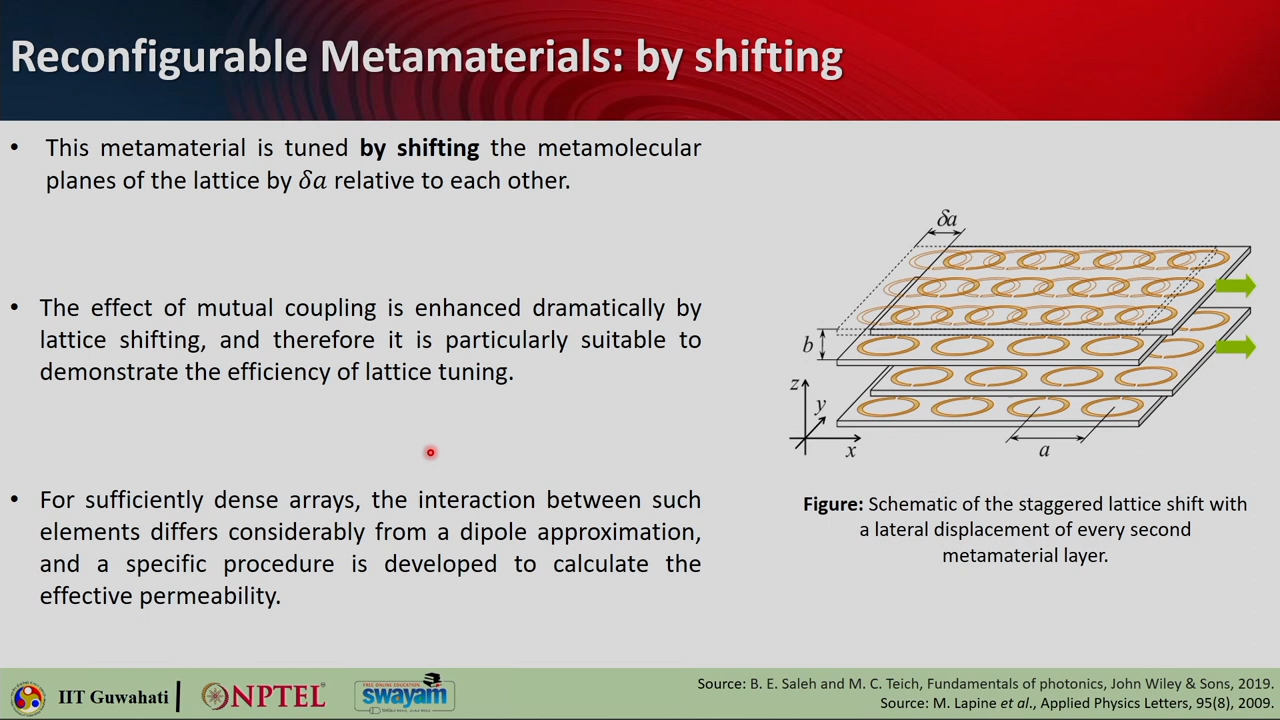 Reconfigurable Metamaterials: by shifting
• This metamaterial is tuned by shifting the metamolecular
planes of the lattice by δa relative to each other.
• The effect of mutual coupling is enhanced dramatically by
lattice shifting, and therefore it is particularly suitable to
demonstrate the efficiency of lattice tuning.
• For sufficiently dense arrays, the interaction between such
elements differs considerably from a dipole approximation,
and a specific procedure is developed to calculate the
effective permeability.
δa
b
z
y
x
a
Figure: Schematic of the staggered lattice shift with
a lateral displacement of every second
metamaterial layer.
IIT Guwahati
NPTEL
FREE ONLINE EDUCATION
swayam
Source: B. E. Saleh and M. C. Teich, Fundamentals of photonics, John Wiley & Sons, 2019.
Source: M. Lapine et al., Applied Physics Letters, 95(8), 2009.